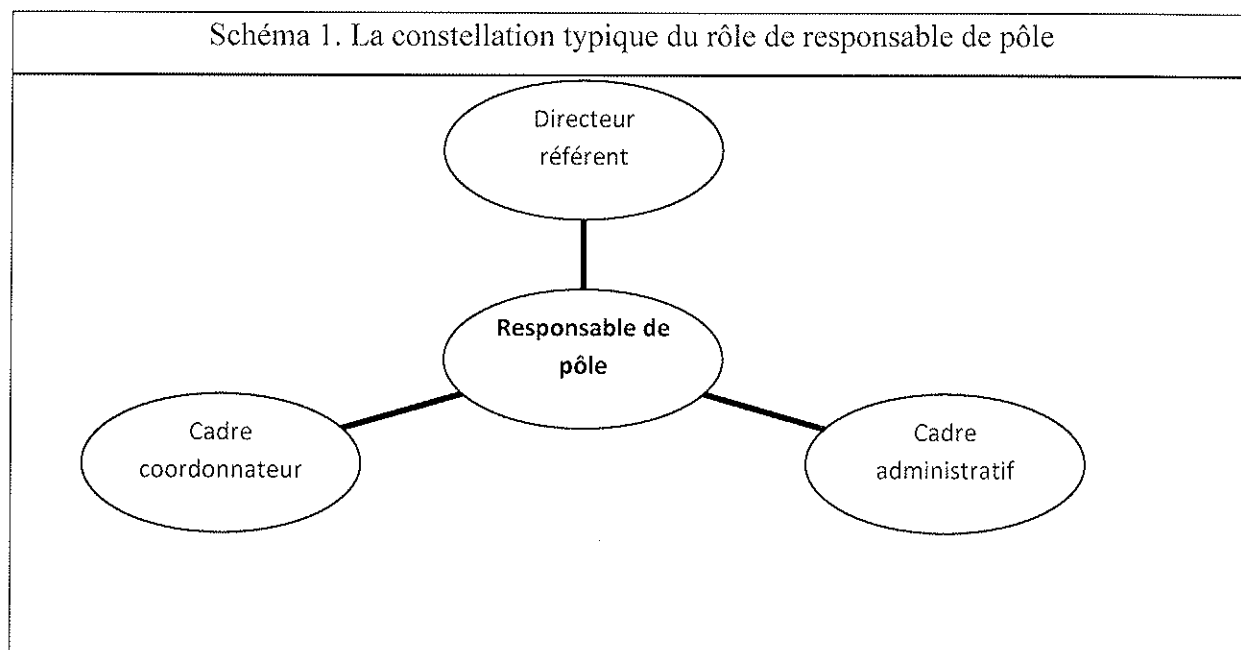 Schéma 1. La constellation typique du rôle de responsable de pôle
Directeur
référent
Responsable de
pôle
Cadre
coordonnateur
Cadre
administratif